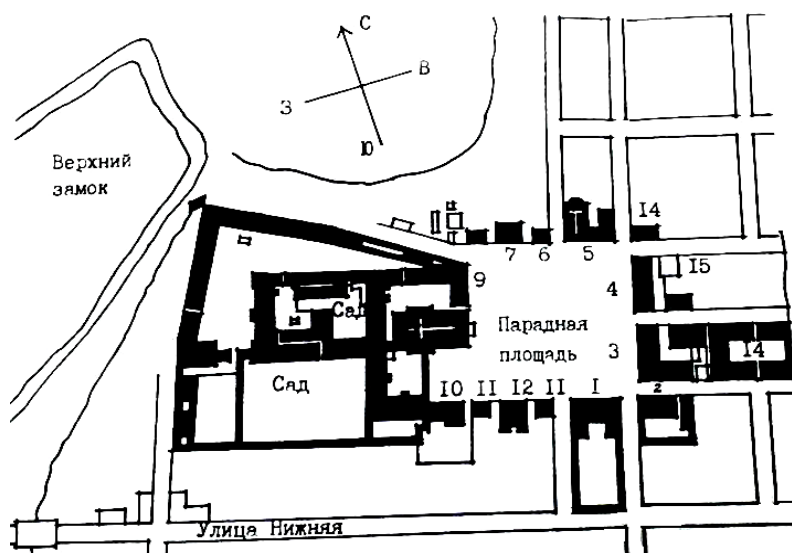 С
В
З
Ю
Верхний
замок
I4
7
6
5
I5
9
4
Сад
Парадная
площадь
3
I4
Сад
I0
II
I2
II
I
2
Улица Нижняя